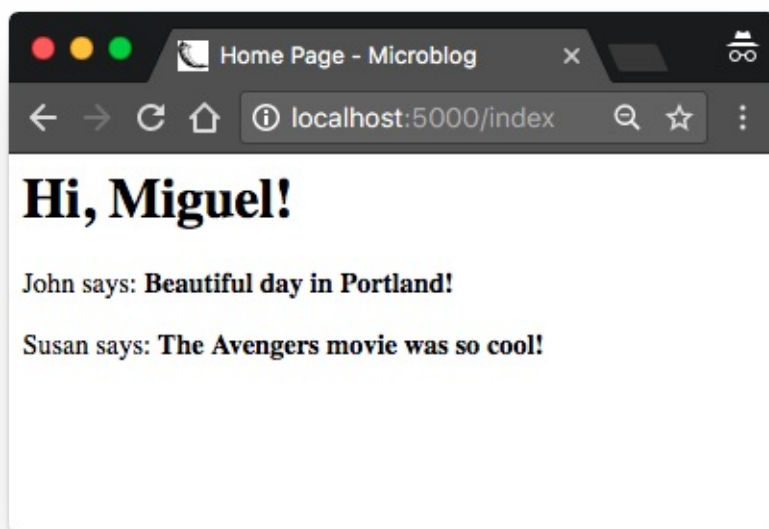 Home Page - Microblog
localhost:5000/index
Hi, Miguel!
John says: Beautiful day in Portland!
Susan says: The Avengers movie was so cool!